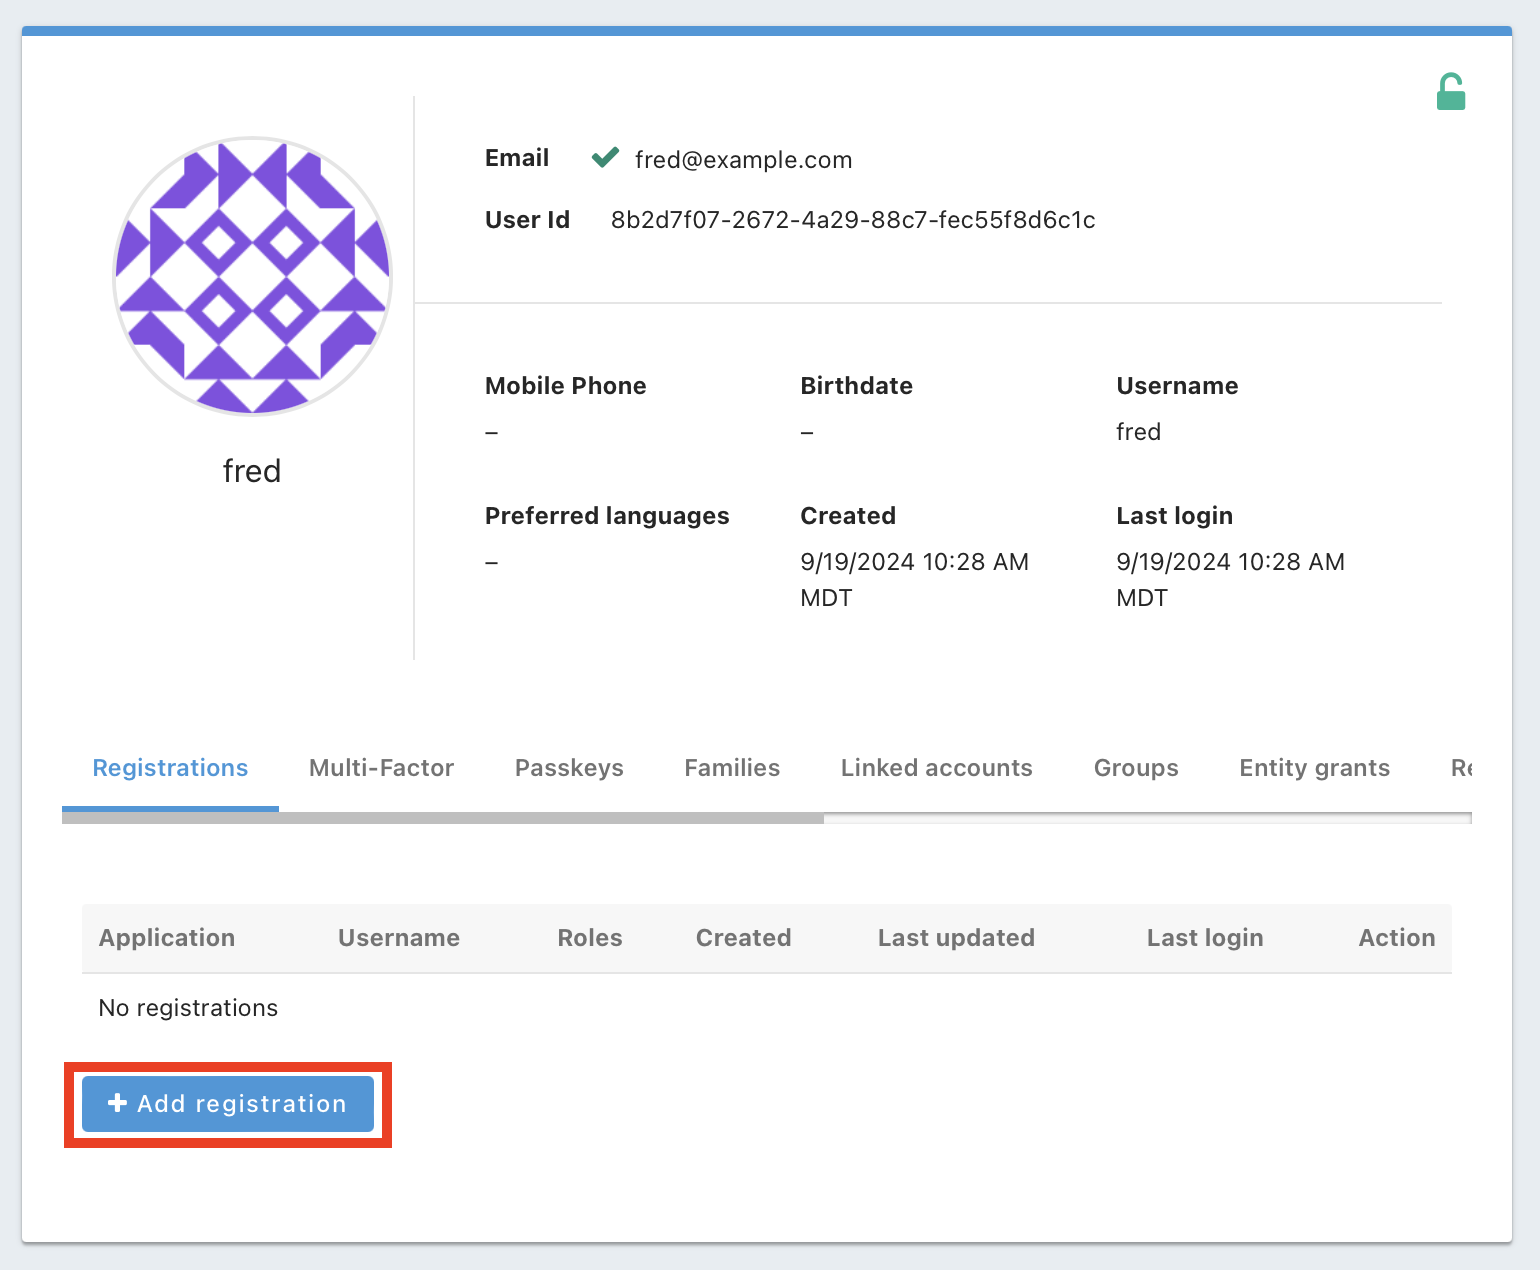 Email fred@example.com
User Id 8b2d7f07-2672-4a29-88c7-fec55f8d6c1c
fred
Mobile Phone Birthdate Username
– – fred
Preferred languages Created Last login
– 9/19/2024 10:28 AM 9/19/2024 10:28 AM
MDT MDT
Registrations Multi-Factor Passkeys Families Linked accounts Groups Entity grants
Application Username Roles Created Last updated Last login Action
No registrations
Add registration